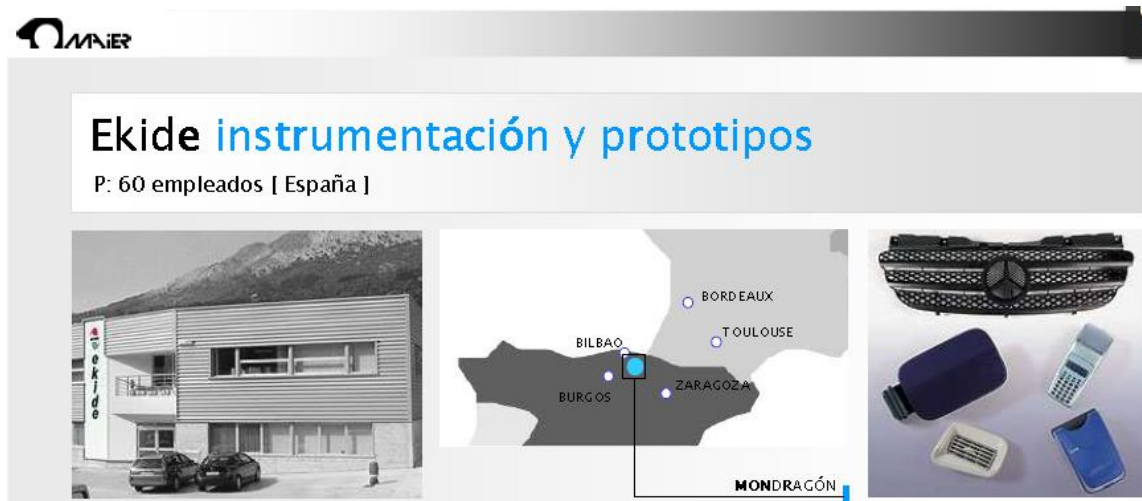 MAIER
Ekide instrumentación y prototipos
P: 60 empleados [ España ]
ekide
BORDEAUX
TOULOUSE
BILBAO
BURGOS
ZARAGOZA
MONDRAGÓN